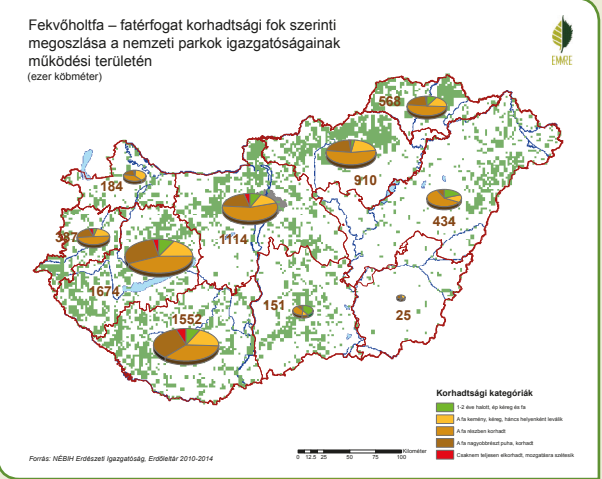 Fekvőholtfa – fatérfogat korhadtsági fok szerinti
megoszlása a nemzeti parkok igazgatóságainak
működési területén
(ezer köbméter)
EMMRE
568
910
184
434
387
1114
1674
151
25
1552
Korhadtsági kategóriák
1-2 éve halott, ép kéreg és fa
A fa kemény, kéreg, háncs helyenként leválik
A fa részben korhadt
A fa nagyobbrészt puha, korhadt
Csaknem teljesen elkorhadt, mozgatásra szétesik
Kilométer
0 12.5 25 50 75 100
Forrás: NÉBIH Erdészeti Igazgatóság, Erdőleltár 2010-2014